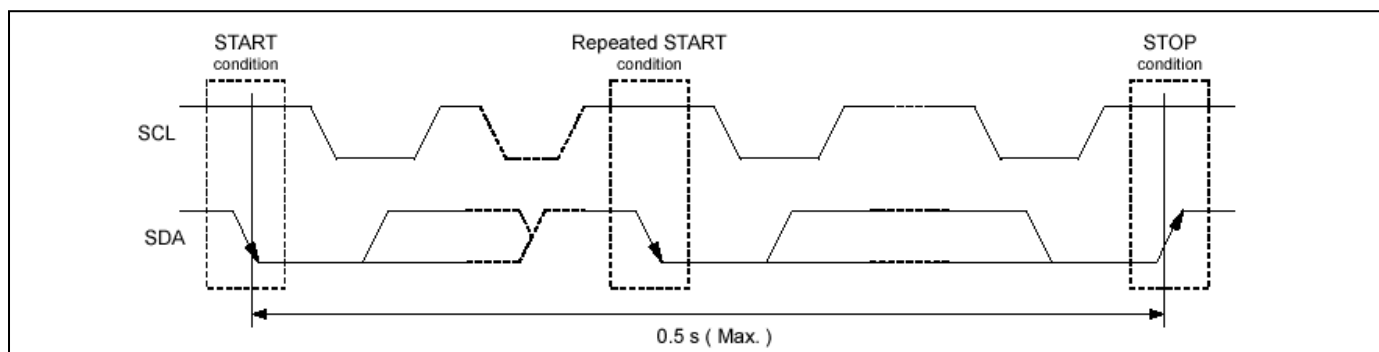 START
condition
Repeated START
condition
STOP
condition
SCL
SDA
0.5 s ( Max. )